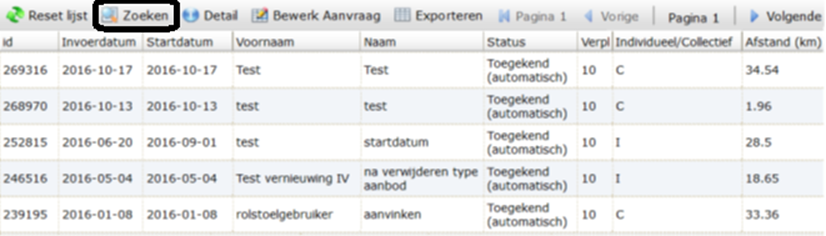 Reset lijst Zoeken Detail Bewerk Aanvraag Exporteren Pagina 1 Vorige Pagina 1 Volgende
id Invoerdatum Startdatum Voornaam Naam Status Verpl Individueel/Collectief Afstand (km)
269316 2016-10-17 2016-10-17 Test Test Toegekend (automatisch) 10 C 34.54
268970 2016-10-13 2016-10-13 test test Toegekend (automatisch) 10 C 1.96
252815 2016-06-20 2016-09-01 test startdatum Toegekend (automatisch) 10 I 28.5
246516 2016-05-04 2016-05-04 Test vernieuwing IV na verwijderen type aanbod Toegekend (automatisch) 10 I 18.65
239195 2016-01-08 2016-01-08 rolstoelgebruiker aanvinken Toegekend (automatisch) 10 C 33.36